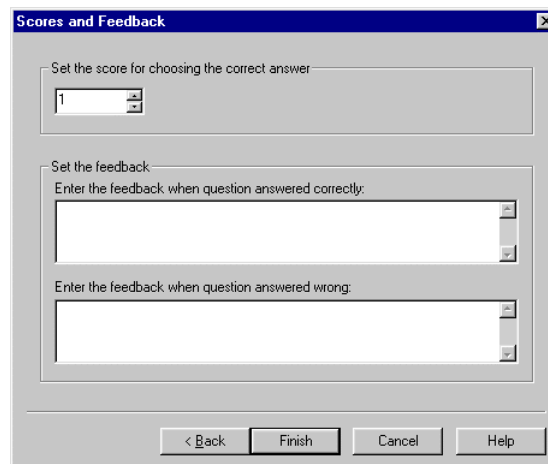 Scores and Feedback
Set the score for choosing the correct answer
1
Set the feedback
Enter the feedback when question answered correctly:
Enter the feedback when question answered wrong:
< Back Finish Cancel Help